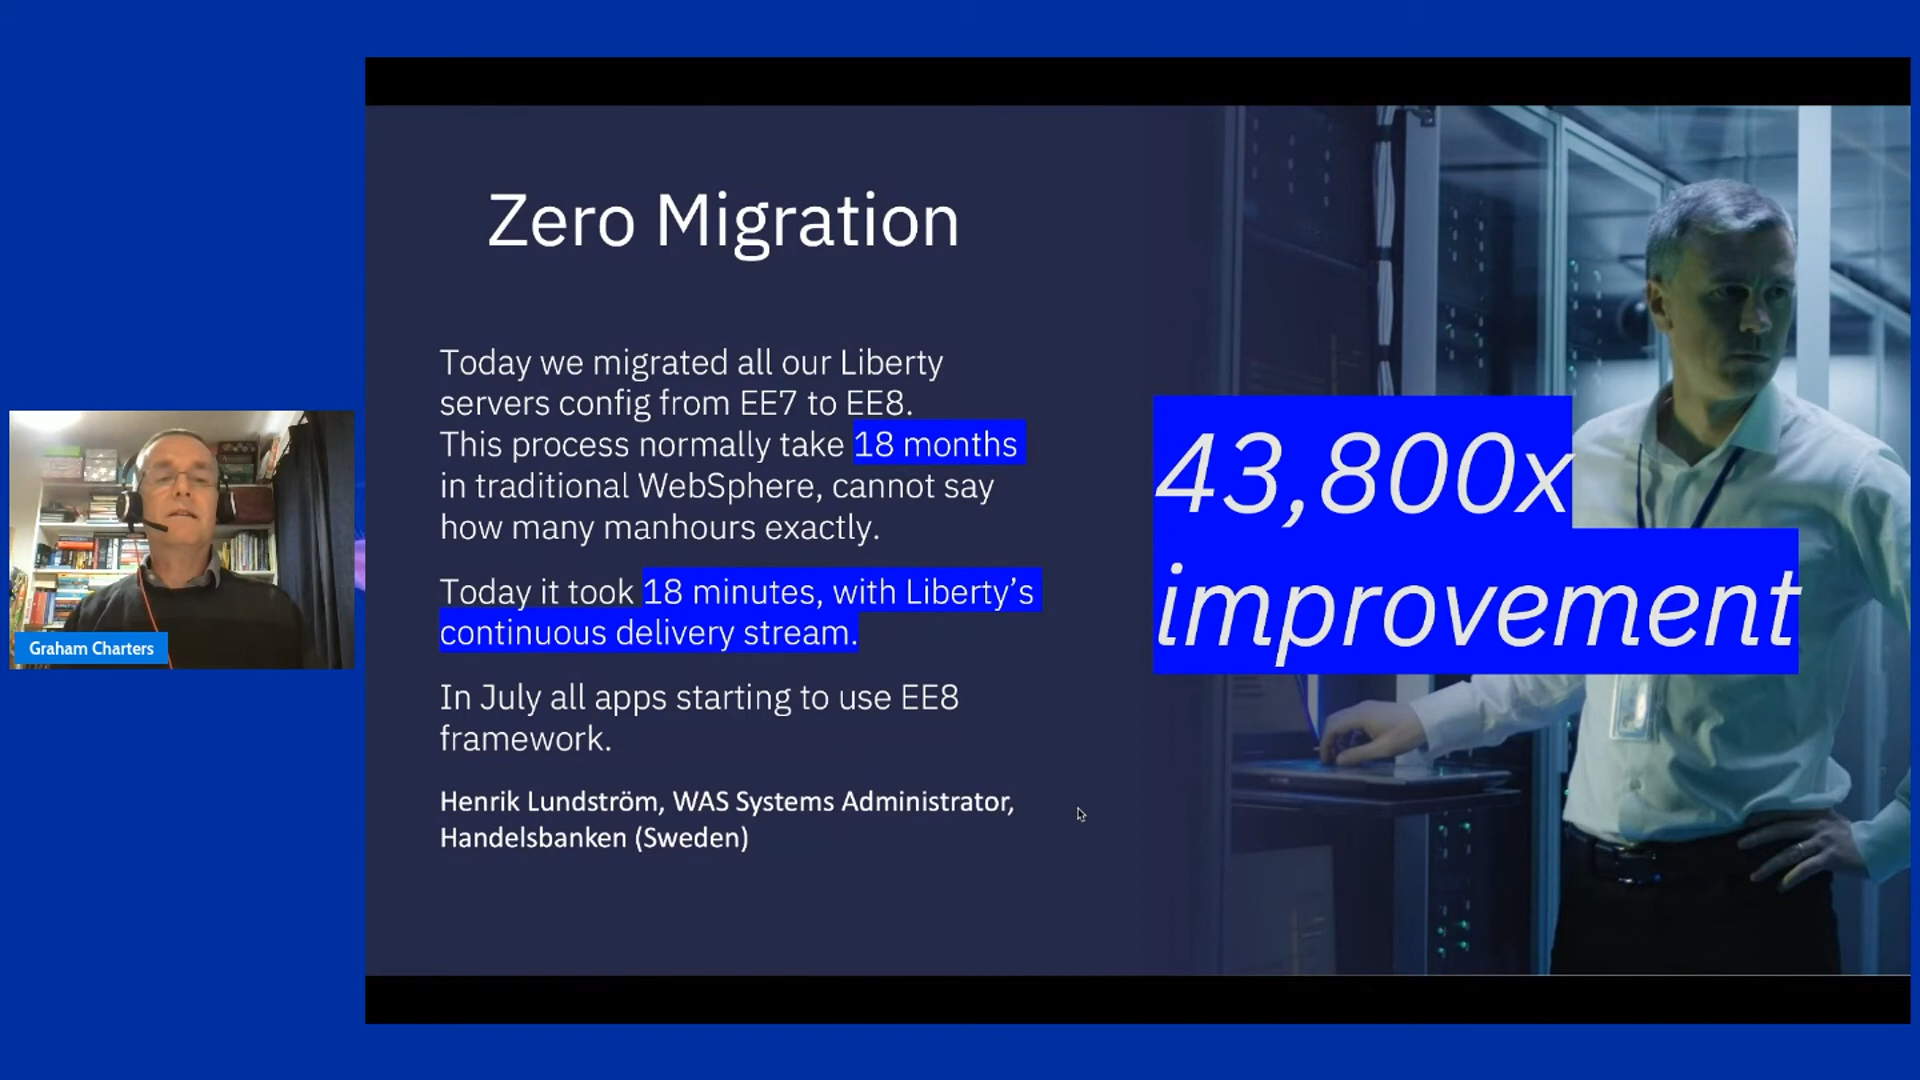 Zero Migration
Today we migrated all our Liberty
servers config from EE7 to EE8.
This process normally take 18 months
in traditional WebSphere, cannot say
how many manhours exactly.
Today it took 18 minutes, with Liberty’s
continuous delivery stream.
In July all apps starting to use EE8
framework.
Henrik Lundström, WAS Systems Administrator,
Handelsbanken (Sweden)
43,800x
improvement
Graham Charters